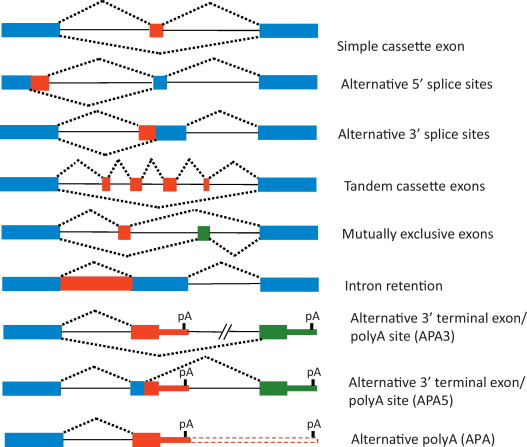 Simple cassette exon
Alternative 5’ splice sites
Alternative 3’ splice sites
Tandem cassette exons
Mutually exclusive exons
Intron retention
pA pA
Alternative 3’ terminal exon/
polyA site (APA3)
pA pA
Alternative 3’ terminal exon/
polyA site (APA5)
pA pA
Alternative polyA (APA)